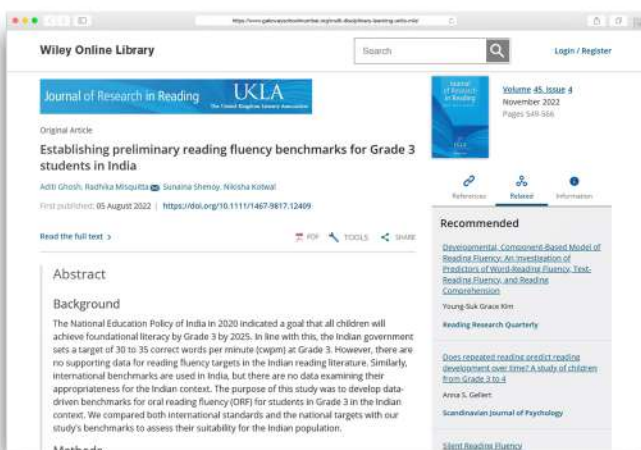 Wiley Online Library
Search
Login / Register
Journal of Research in Reading
UKLA
The United Kingdom Literacy Association
Original Article
Establishing preliminary reading fluency benchmarks for Grade 3
students in India
Aditi Ghosh, Radhika Misquitta Sunaina Shenoy, Nikisha Kotwal
First published: 05 August 2022 | https://doi.org/10.1111/1467-9817.12409
Read the full text >
PDF TOOLS SHARE
Abstract
Background
The National Education Policy of India in 2020 indicated a goal that all children will
achieve foundational literacy by Grade 3 by 2025. In line with this, the Indian government
sets a target of 30 to 35 correct words per minute (cwpm) at Grade 3. However, there are
no supporting data for reading fluency targets in the Indian reading literature. Similarly,
international benchmarks are used in India, but there are no data examining their
appropriateness for the Indian context. The purpose of this study was to develop data-
driven benchmarks for oral reading fluency (ORF) for students in Grade 3 in the Indian
context. We compared both international standards and the national targets with our
study's benchmarks to assess their suitability for the Indian population.
Methods
Journal
of Research
in Reading
UKLA
Volume 45, Issue 4
November 2022
Pages 549-566
References
Related
Information
Recommended
Developmental, Component-Based Model of
Reading Fluency: An Investigation of
Predictors of Word-Reading Fluency, Text-
Reading Fluency, and Reading
Comprehension
Young-Suk Grace Kim
Reading Research Quarterly
Does repeated reading predict reading
development over time? A study of children
from Grade 3 to 4
Anna S. Gellert
Scandinavian Journal of Psychology
Silent Reading Fluency